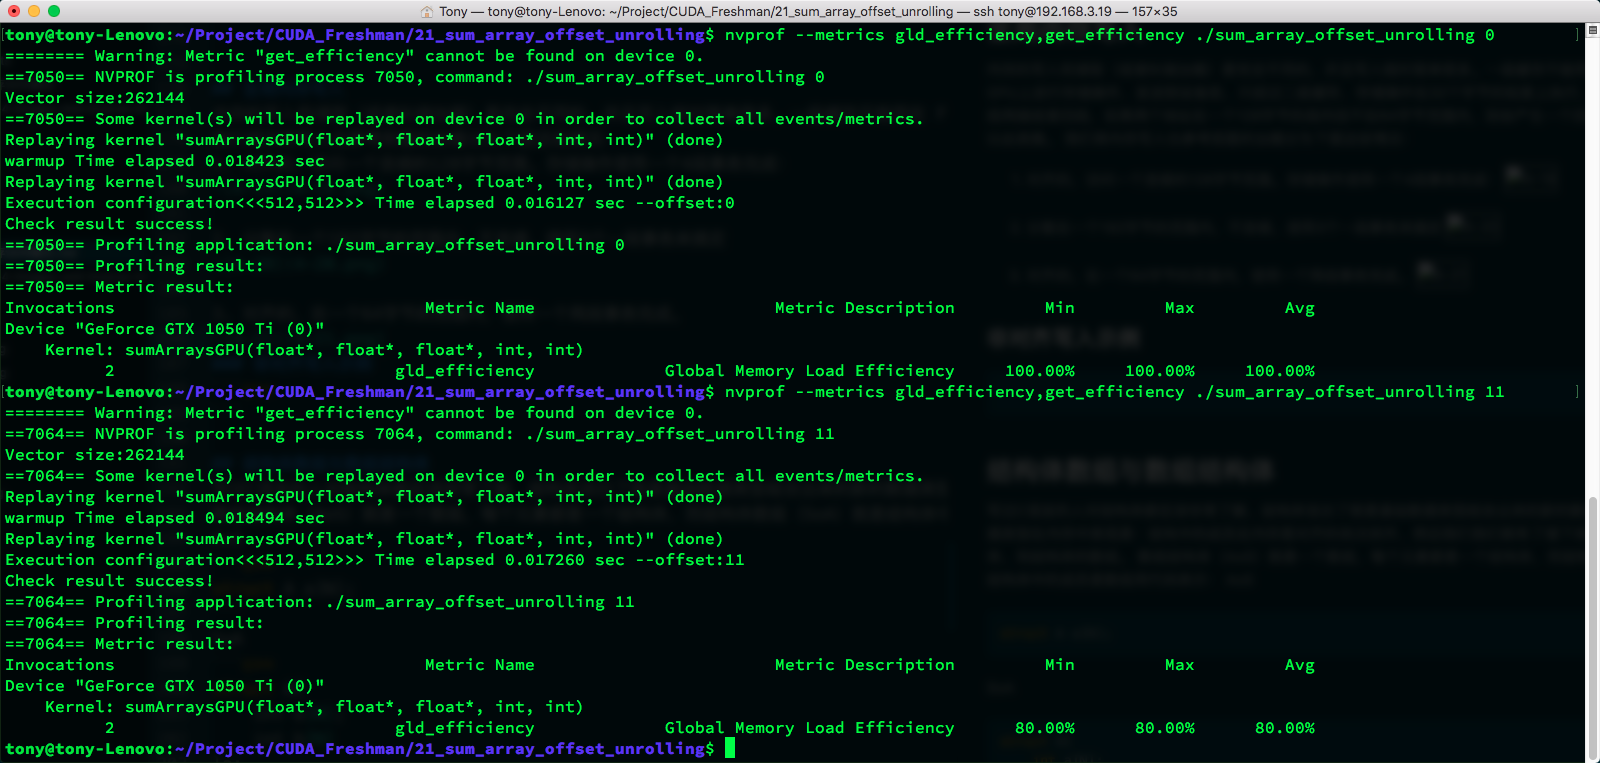 Tony — tony@tony-Lenovo: ~/Project/CUDA_Freshman/21_sum_array_offset_unrolling — ssh tony@192.168.3.19 — 157×35
[tony@tony-Lenovo:~/Project/CUDA_Freshman/21_sum_array_offset_unrolling$ nvprof --metrics gld_efficiency,get_efficiency ./sum_array_offset_unrolling 0 ]
======== Warning: Metric "get_efficiency" cannot be found on device 0.
==7050== NVPROF is profiling process 7050, command: ./sum_array_offset_unrolling 0
Vector size:262144
==7050== Some kernel(s) will be replayed on device 0 in order to collect all events/metrics.
Replaying kernel "sumArraysGPU(float*, float*, float*, int, int)" (done)
warmup Time elapsed 0.018423 sec
Replaying kernel "sumArraysGPU(float*, float*, float*, int, int)" (done)
Execution configuration<<<512,512>>> Time elapsed 0.016127 sec --offset:0
Check result success!
==7050== Profiling application: ./sum_array_offset_unrolling 0
==7050== Profiling result:
==7050== Metric result:
Invocations Metric Name Metric Description Min Max Avg
Device "GeForce GTX 1050 Ti (0)"
Kernel: sumArraysGPU(float*, float*, float*, int, int)
2 gld_efficiency Global Memory Load Efficiency 100.00% 100.00% 100.00%
[tony@tony-Lenovo:~/Project/CUDA_Freshman/21_sum_array_offset_unrolling$ nvprof --metrics gld_efficiency,get_efficiency ./sum_array_offset_unrolling 11 ]
======== Warning: Metric "get_efficiency" cannot be found on device 0.
==7064== NVPROF is profiling process 7064, command: ./sum_array_offset_unrolling 11
Vector size:262144
==7064== Some kernel(s) will be replayed on device 0 in order to collect all events/metrics.
Replaying kernel "sumArraysGPU(float*, float*, float*, int, int)" (done)
warmup Time elapsed 0.018494 sec
Replaying kernel "sumArraysGPU(float*, float*, float*, int, int)" (done)
Execution configuration<<<512,512>>> Time elapsed 0.017260 sec --offset:11
Check result success!
==7064== Profiling application: ./sum_array_offset_unrolling 11
==7064== Profiling result:
==7064== Metric result:
Invocations Metric Name Metric Description Min Max Avg
Device "GeForce GTX 1050 Ti (0)"
Kernel: sumArraysGPU(float*, float*, float*, int, int)
2 gld_efficiency Global Memory Load Efficiency 80.00% 80.00% 80.00%
tony@tony-Lenovo:~/Project/CUDA_Freshman/21_sum_array_offset_unrolling$